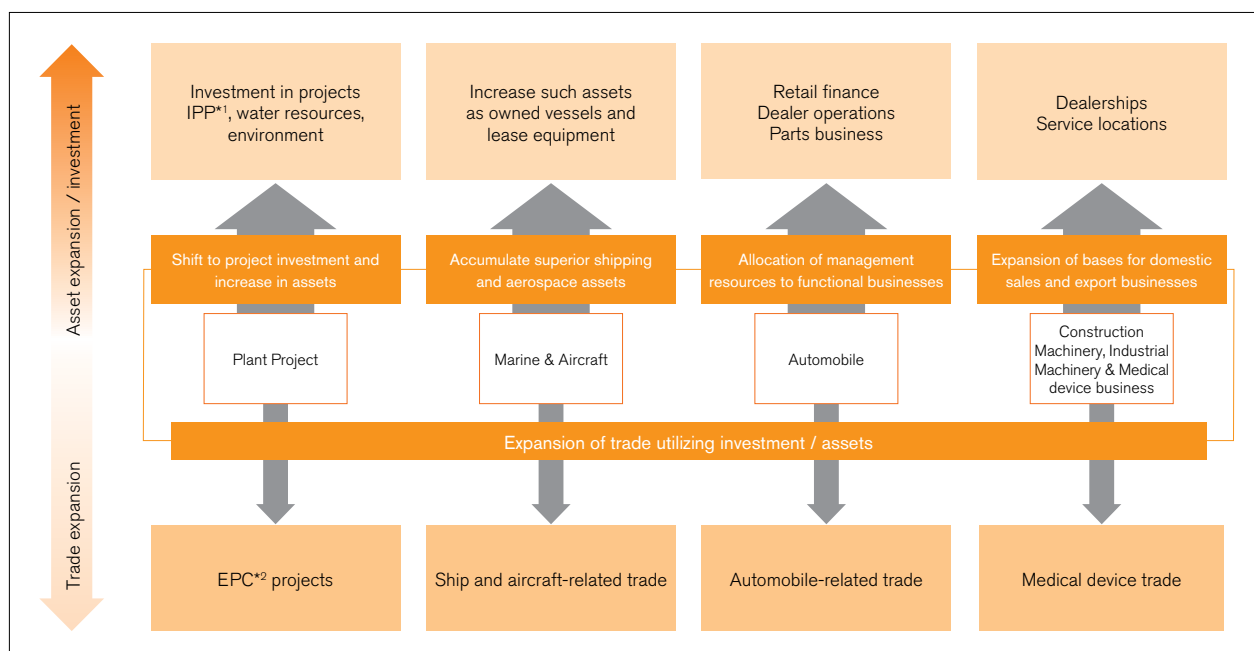 Asset expansion / investment
Trade expansion
Investment in projects
IPP*1, water resources,
environment
Increase such assets
as owned vessels and
lease equipment
Retail finance
Dealer operations
Parts business
Dealerships
Service locations
Shift to project investment and
increase in assets
Accumulate superior shipping
and aerospace assets
Allocation of management
resources to functional businesses
Expansion of bases for domestic
sales and export businesses
Plant Project
Marine & Aircraft
Automobile
Construction
Machinery, Industrial
Machinery & Medical
device business
Expansion of trade utilizing investment / assets
EPC*2 projects
Ship and aircraft-related trade
Automobile-related trade
Medical device trade